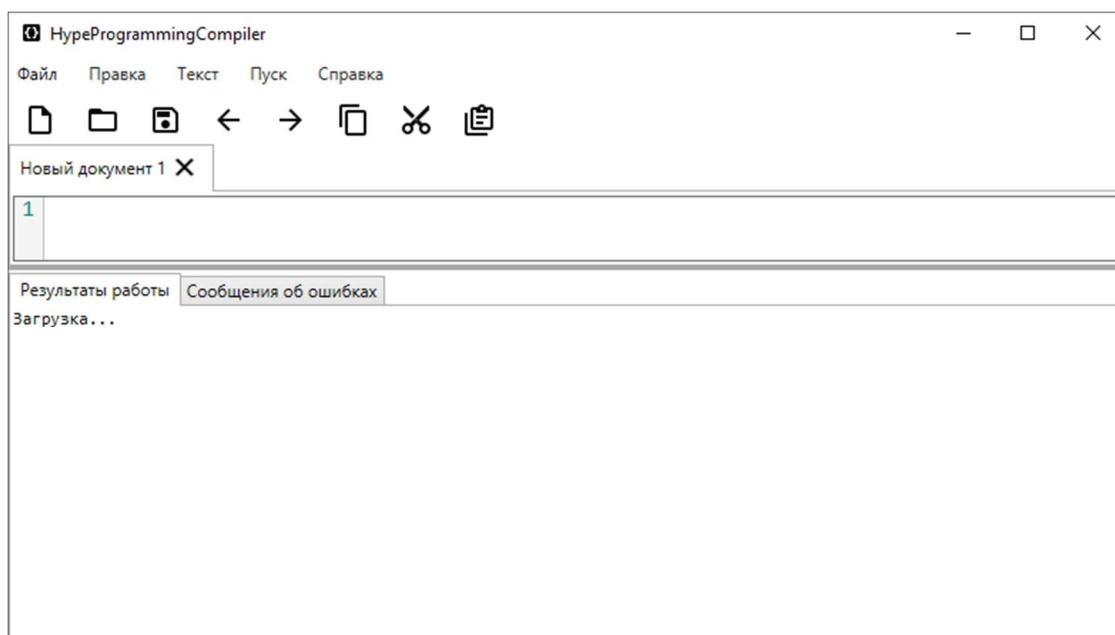 HypeProgrammingCompiler
Файл Правка Текст Пуск Справка
Новый документ 1
1
Результаты работы Сообщения об ошибках
Загрузка...